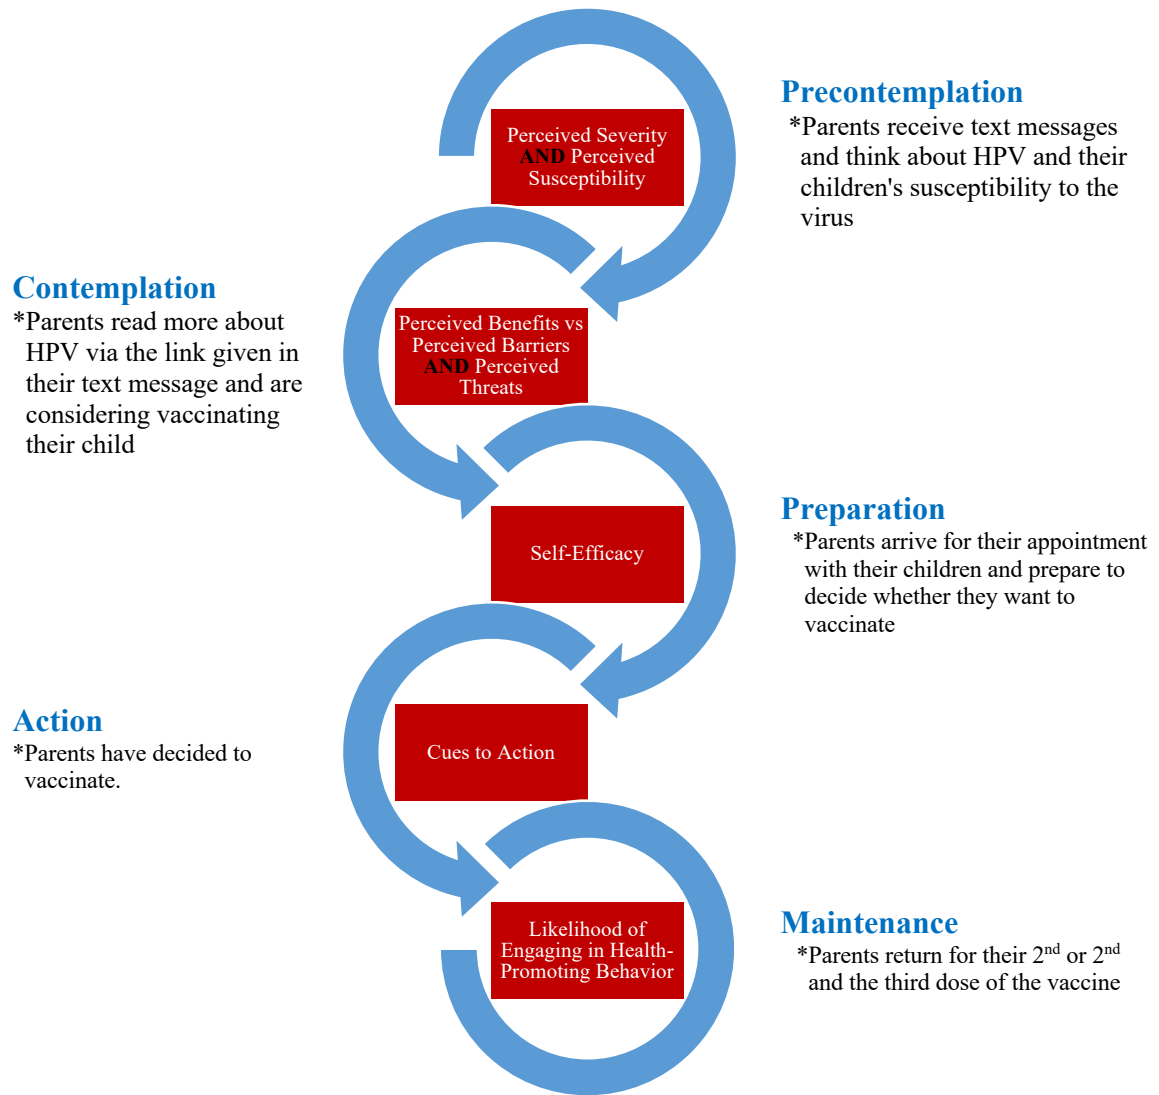 Precontemplation
*Parents receive text messages
and think about HPV and their
children's susceptibility to the
virus
Perceived Severity
AND Perceived
Susceptibility
Contemplation
*Parents read more about
HPV via the link given in
their text message and are
considering vaccinating
their child
Perceived Benefits vs
Perceived Barriers
AND Perceived
Threats
Preparation
*Parents arrive for their appointment
with their children and prepare to
decide whether they want to
vaccinate
Self-Efficacy
Action
*Parents have decided to
vaccinate.
Cues to Action
Maintenance
*Parents return for their 2nd or 2nd
and the third dose of the vaccine
Likelihood of
Engaging in Health-
Promoting Behavior